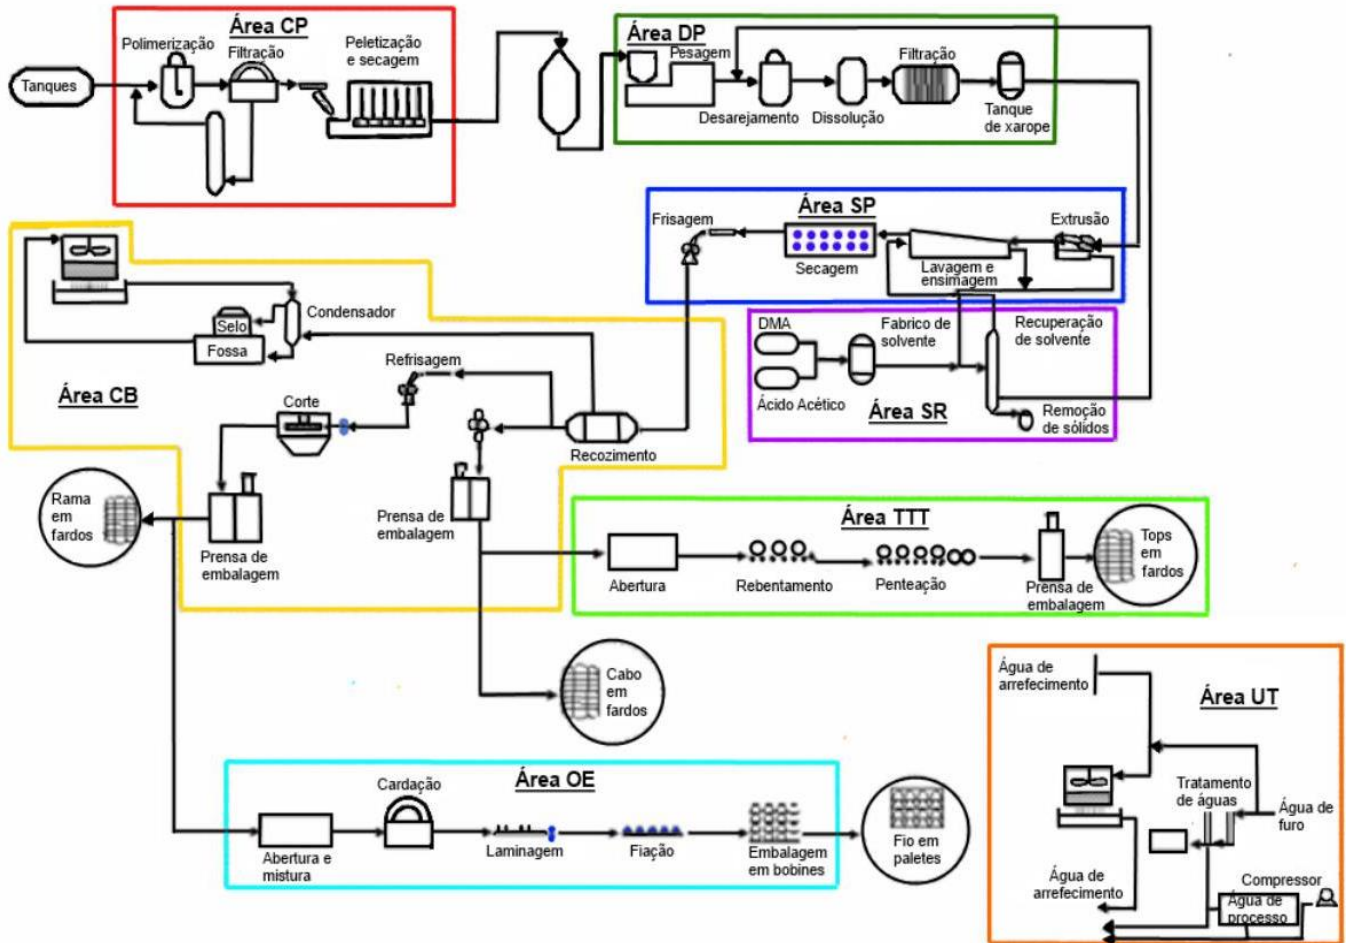 Área CP
Polimerização
Filtração
Peletização
e secagem
Tanques
Área DP
Pesagem
Filtração
Desarejamento
Dissolução
Tanque
de xarope
Área SP
Frisagem
Extrusão
Secagem
Lavagem e
ensimagem
DMA
Fabrico de
solvente
Recuperação
de solvente
Ácido Acético
Área SR
Remoção
de sólidos
Condensador
Selo
Fossa
Área CB
Refrisagem
Corte
Recozimento
Rama
em
fardos
Prensa de
embalagem
Prensa de
embalagem
Área TTT
Abertura
Rebentamento
Penteação
Prensa de
embalagem
Tops
em
fardos
Cabo
em
fardos
Área OE
Cardação
Abertura e
mistura
Laminagem
Fiação
Embalagem
em bobines
Fio em
paletes
Água de
arrefecimento
Área UT
Tratamento
de águas
Água de
furo
Água de
arrefecimento
Compressor
Água de
processo